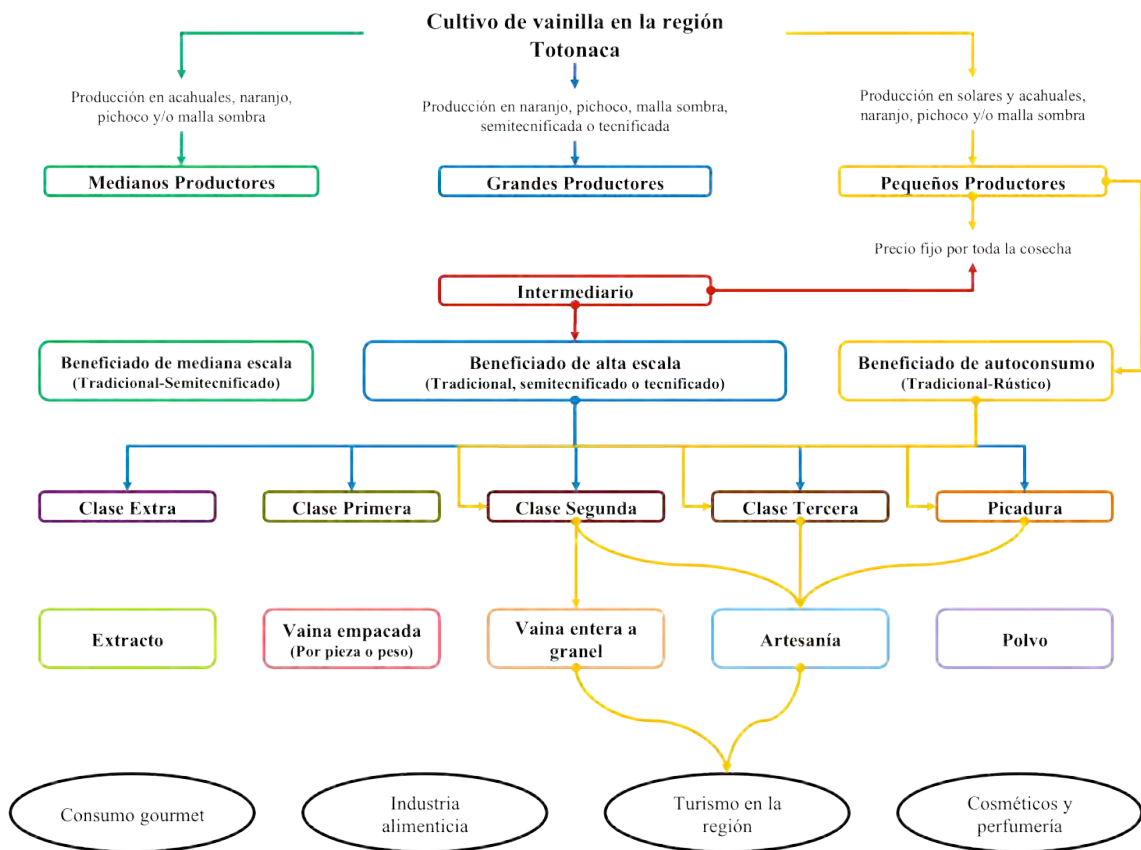 Cultivo de vainilla en la región
Totonaca
Producción en acahuales, naranjo,
pichoco y/o malla sombra
Producción en naranjo, pichoco, malla sombra,
semitecnificada o tecnificada
Producción en solares y acahuales,
naranjo, pichoco y/o malla sombra
Medianos Productores
Grandes Productores
Pequeños Productores
Precio fijo por toda la cosecha
Intermediario
Beneficiado de mediana escala
(Tradicional-Semitecnificado)
Beneficiado de alta escala
(Tradicional, semitecnificado o tecnificado)
Beneficiado de autoconsumo
(Tradicional-Rústico)
Clase Extra
Clase Primera
Clase Segunda
Clase Tercera
Picadura
Extracto
Vaina empacada
(Por pieza o peso)
Vaina entera a
granel
Artesanía
Polvo
Consumo gourmet
Industria
alimenticia
Turismo en la
región
Cosméticos y
perfumería